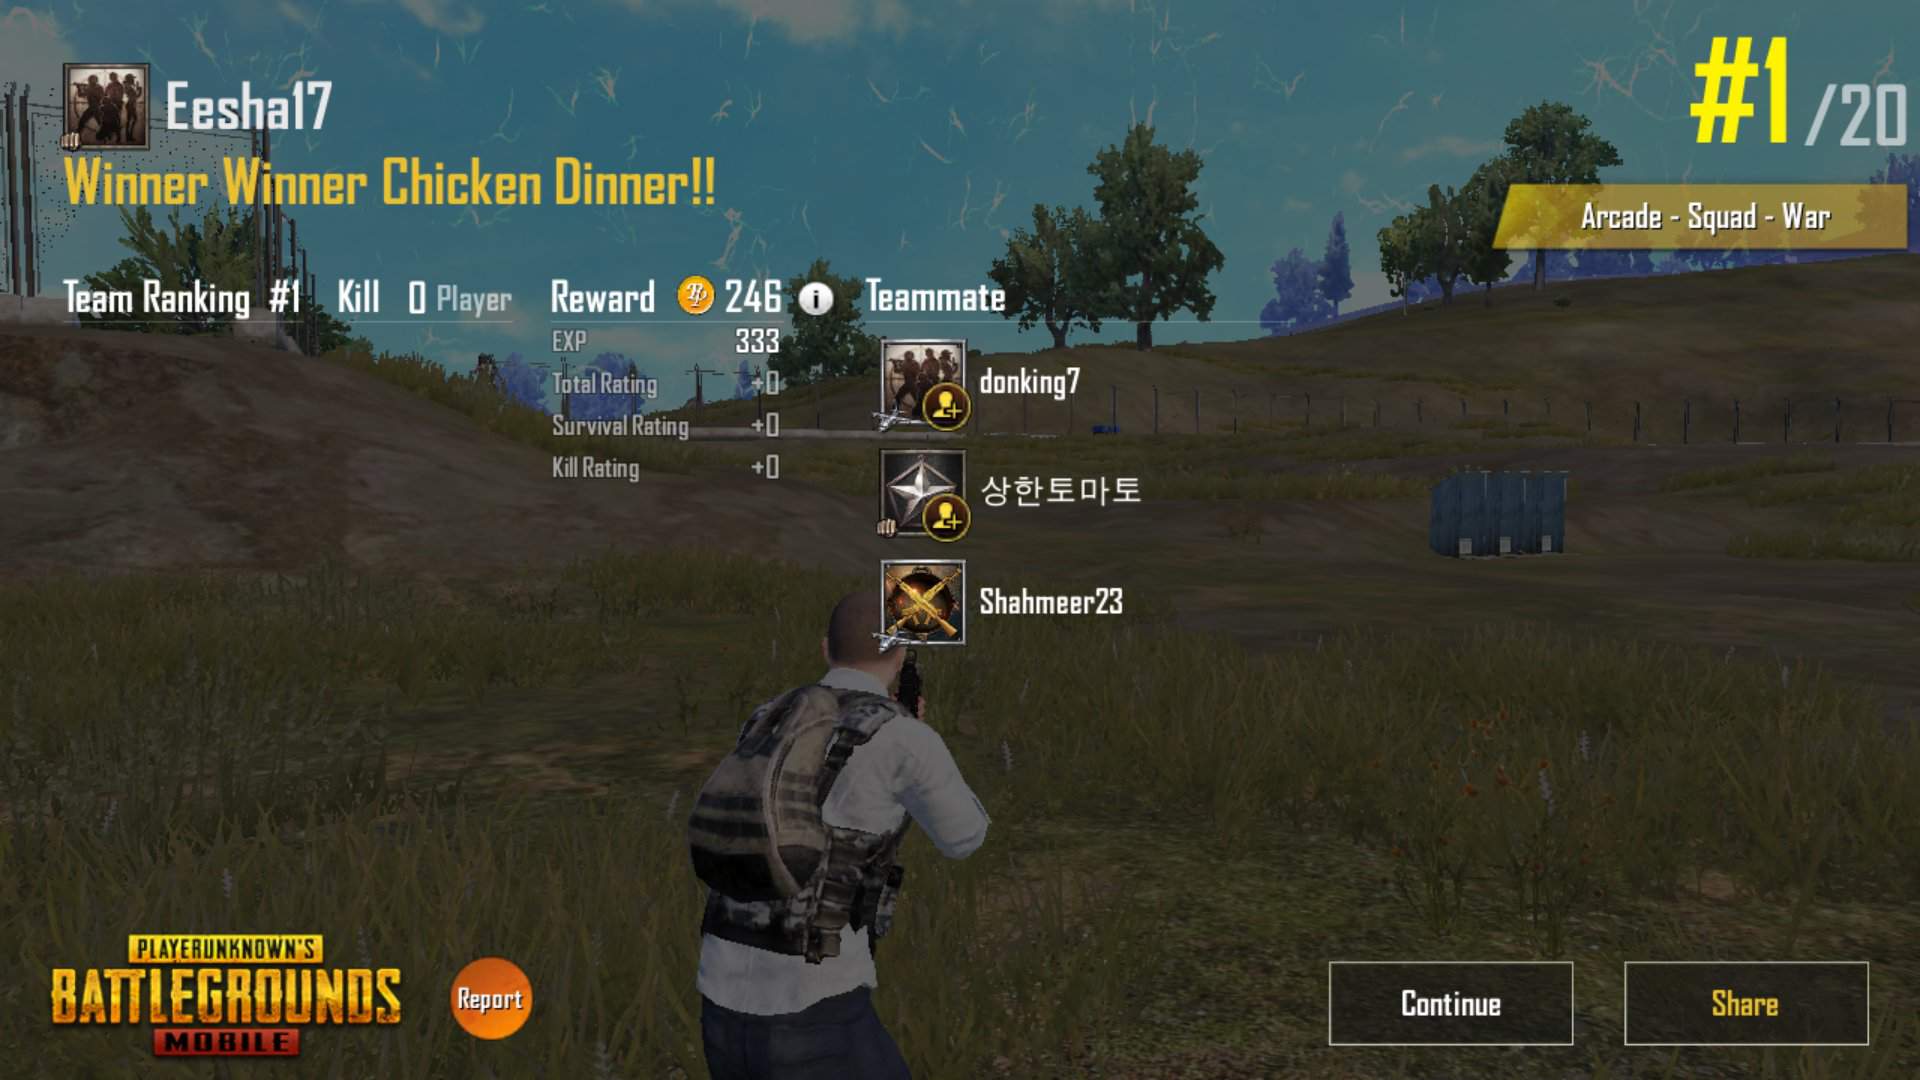 Eesha17
#1/20
Winner Winner Chicken Dinner!!
Arcade - Squad - War
Team Ranking #1 Kill 0 Player Reward 246 i Teammate
EXP 333
Total Rating +0
Survival Rating +0
Kill Rating +0
donking7
상한토마토
Shahmeer23
PLAYERUNKNOWN'S
BATTLEGROUNDS
MOBILE
Report
Continue
Share